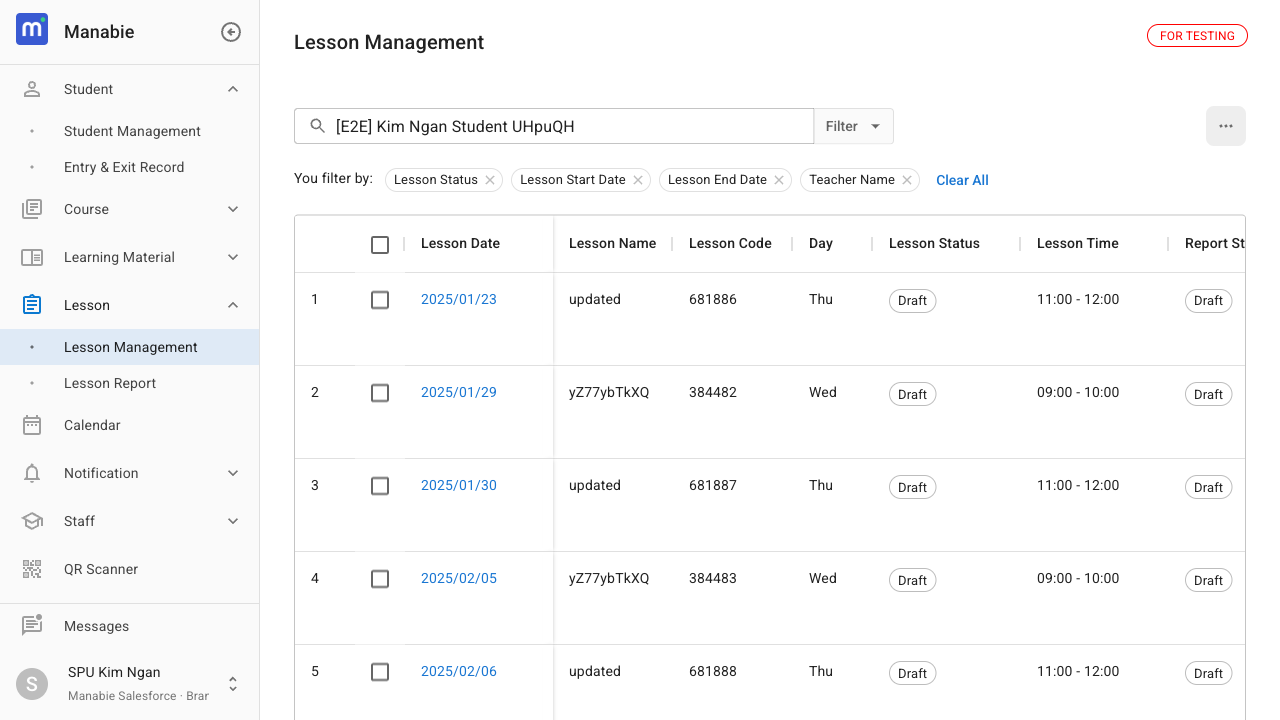 Manabie
Student
Student Management
Entry & Exit Record
Course
Learning Material
Lesson
Lesson Management
Lesson Report
Calendar
Notification
Staff
QR Scanner
Messages
S
SPU Kim Ngan
Manabie Salesforce · Brar
Lesson Management
FOR TESTING
[E2E] Kim Ngan Student UHpuQH
Filter
You filter by: Lesson Status Lesson Start Date Lesson End Date Teacher Name Clear All
Lesson Date Lesson Name Lesson Code Day Lesson Status Lesson Time Report St
1 2025/01/23 updated 681886 Thu Draft 11:00 - 12:00 Draft
2 2025/01/29 yZ77ybTkXQ 384482 Wed Draft 09:00 - 10:00 Draft
3 2025/01/30 updated 681887 Thu Draft 11:00 - 12:00 Draft
4 2025/02/05 yZ77ybTkXQ 384483 Wed Draft 09:00 - 10:00 Draft
5 2025/02/06 updated 681888 Thu Draft 11:00 - 12:00 Draft